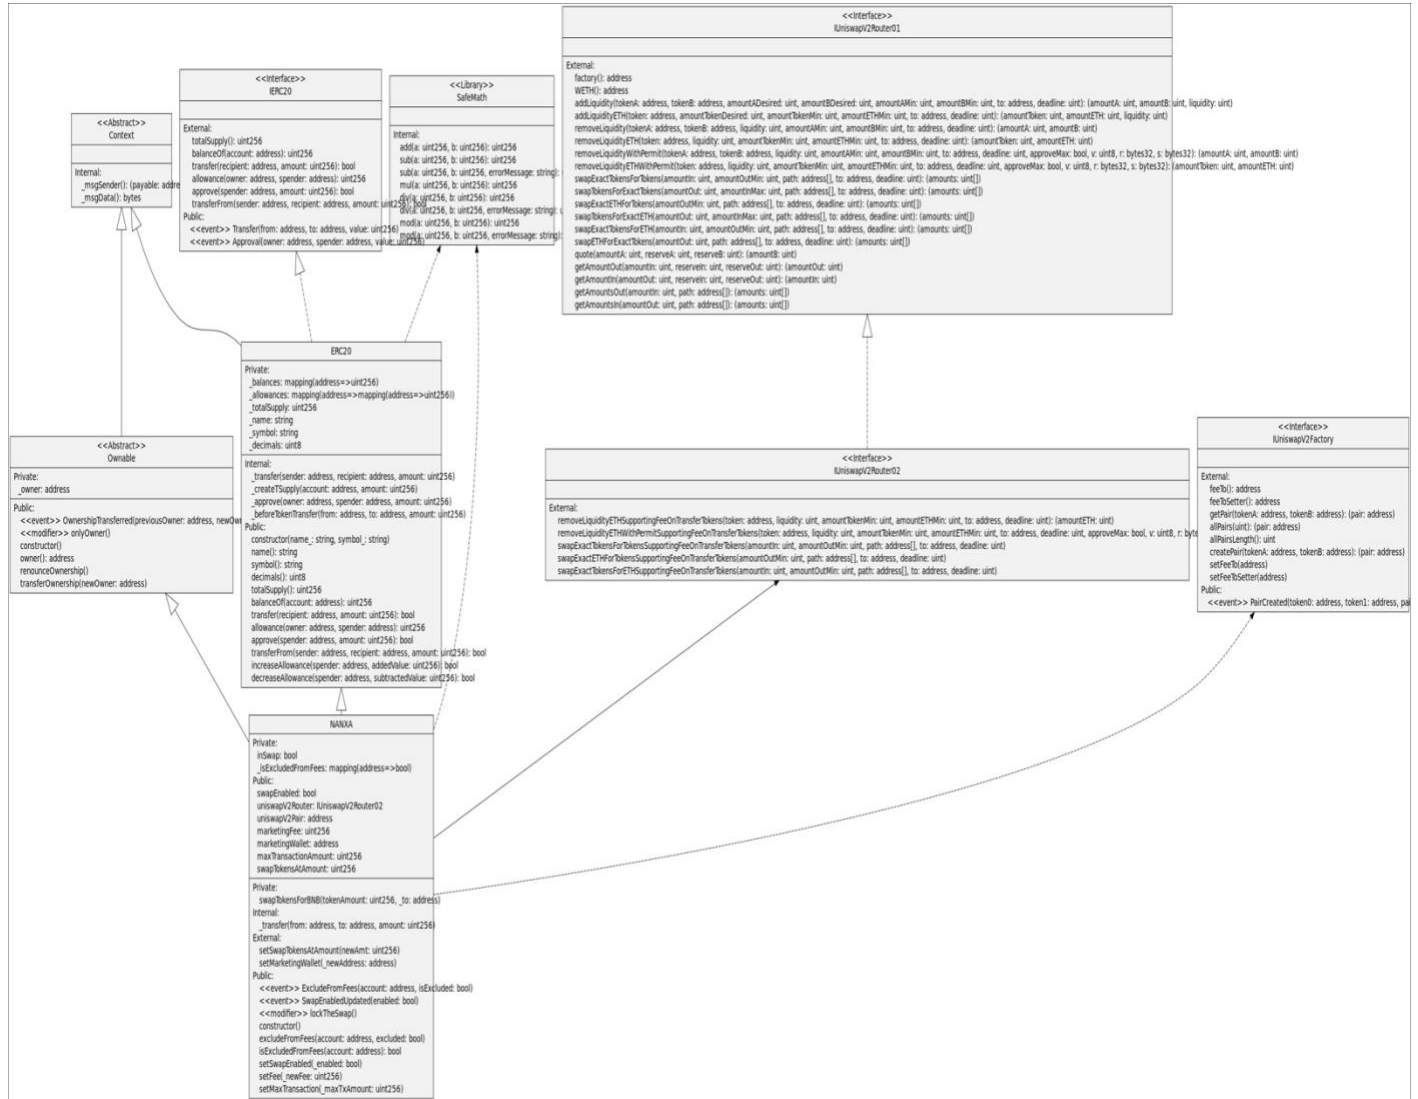 <<Interface>>
IUniswapV2Router01
External:
factory(): address
WETH(): address
addLiquidity(tokenA: address, tokenB: address, amountADesired: uint, amountBDesired: uint, amountAMin: uint, amountBMin: uint, to: address, deadline: uint): (amountA: uint, amountB: uint, liquidity: uint)
addLiquidityETH(token: address, amountTokenDesired: uint, amountTokenMin: uint, amountETHMin: uint, to: address, deadline: uint): (amountToken: uint, amountETH: uint, liquidity: uint)
removeLiquidity(tokenA: address, tokenB: address, liquidity: uint, amountAMin: uint, amountBMin: uint, to: address, deadline: uint): (amountA: uint, amountB: uint)
removeLiquidityETH(token: address, liquidity: uint, amountTokenMin: uint, amountETHMin: uint, to: address, deadline: uint): (amountToken: uint, amountETH: uint)
removeLiquidityWithPermit(tokenA: address, tokenB: address, liquidity: uint, amountAMin: uint, amountBMin: uint, to: address, deadline: uint, approveMax: bool, v: uint8, r: bytes32, s: bytes32): (amountA: uint, amountB: uint)
removeLiquidityETHWithPermit(token: address, liquidity: uint, amountTokenMin: uint, amountETHMin: uint, to: address, deadline: uint, approveMax: bool, v: uint8, r: bytes32, s: bytes32): (amountToken: uint, amountETH: uint)
swapExactTokensForTokens(amountIn: uint, amountOutMin: uint, path: address[], to: address, deadline: uint): (amounts: uint[])
swapTokensForExactTokens(amountOut: uint, amountInMax: uint, path: address[], to: address, deadline: uint): (amounts: uint[])
swapExactETHForTokens(amountOutMin: uint, path: address[], to: address, deadline: uint): (amounts: uint[])
swapTokensForExactETH(amountOut: uint, amountInMax: uint, path: address[], to: address, deadline: uint): (amounts: uint[])
swapExactTokensForETH(amountIn: uint, amountOutMin: uint, path: address[], to: address, deadline: uint): (amounts: uint[])
swapETHForExactTokens(amountOut: uint, path: address[], to: address, deadline: uint): (amounts: uint[])
quote(amountA: uint, reserveA: uint, reserveB: uint): (amountB: uint)
getAmountOut(amountIn: uint, reserveIn: uint, reserveOut: uint): (amountOut: uint)
getAmountIn(amountOut: uint, reserveIn: uint, reserveOut: uint): (amountIn: uint)
getAmountsOut(amountIn: uint, path: address[]): (amounts: uint[])
getAmountsIn(amountOut: uint, path: address[]): (amounts: uint[])
<<Interface>>
IERC20
External:
totalSupply(): uint256
balanceOf(account: address): uint256
transfer(recipient: address, amount: uint256): bool
allowance(owner: address, spender: address): uint256
approve(spender: address, amount: uint256): bool
transferFrom(sender: address, recipient: address, amount: uint256): bool
Public:
<<event>> Transfer(from: address, to: address, value: uint256)
<<event>> Approval(owner: address, spender: address, value: uint256)
<<Library>>
SafeMath
Internal:
add(a: uint256, b: uint256): uint256
sub(a: uint256, b: uint256): uint256
sub(a: uint256, b: uint256, errorMessage: string):
mul(a: uint256, b: uint256): uint256
div(a: uint256, b: uint256): uint256
div(a: uint256, b: uint256, errorMessage: string): u
mod(a: uint256, b: uint256): uint256
mod(a: uint256, b: uint256, errorMessage: string):
<<Abstract>>
Context
Internal:
_msgSender(): (payable: addre
_msgData(): bytes
ERC20
Private:
_balances: mapping(address=>uint256)
_allowances: mapping(address=>mapping(address=>uint256))
_totalSupply: uint256
_name: string
_symbol: string
_decimals: uint8
Internal:
_transfer(sender: address, recipient: address, amount: uint256)
_createTSupply(account: address, amount: uint256)
_approve(owner: address, spender: address, amount: uint256)
_beforeTokenTransfer(from: address, to: address, amount: uint256)
Public:
constructor(name_: string, symbol_: string)
name(): string
symbol(): string
decimals(): uint8
totalSupply(): uint256
balanceOf(account: address): uint256
transfer(recipient: address, amount: uint256): bool
allowance(owner: address, spender: address): uint256
approve(spender: address, amount: uint256): bool
transferFrom(sender: address, recipient: address, amount: uint256): bool
increaseAllowance(spender: address, addedValue: uint256): bool
decreaseAllowance(spender: address, subtractedValue: uint256): bool
<<Abstract>>
Ownable
Private:
_owner: address
Public:
<<event>> OwnershipTransferred(previousOwner: address, newOwn
<<modifier>> onlyOwner()
constructor()
owner(): address
renounceOwnership()
transferOwnership(newOwner: address)
<<Interface>>
IUniswapV2Router02
External:
removeLiquidityETHSupportingFeeOnTransferTokens(token: address, liquidity: uint, amountTokenMin: uint, amountETHMin: uint, to: address, deadline: uint): (amountETH: uint)
removeLiquidityETHWithPermitSupportingFeeOnTransferTokens(token: address, liquidity: uint, amountTokenMin: uint, amountETHMin: uint, to: address, deadline: uint, approveMax: bool, v: uint8, r: byte
swapExactTokensForTokensSupportingFeeOnTransferTokens(amountIn: uint, amountOutMin: uint, path: address[], to: address, deadline: uint)
swapExactETHForTokensSupportingFeeOnTransferTokens(amountOutMin: uint, path: address[], to: address, deadline: uint)
swapExactTokensForETHSupportingFeeOnTransferTokens(amountIn: uint, amountOutMin: uint, path: address[], to: address, deadline: uint)
<<Interface>>
IUniswapV2Factory
External:
feeTo(): address
feeToSetter(): address
getPair(tokenA: address, tokenB: address): (pair: address)
allPairs(uint): (pair: address)
allPairsLength(): uint
createPair(tokenA: address, tokenB: address): (pair: address)
setFeeTo(address)
setFeeToSetter(address)
Public:
<<event>> PairCreated(token0: address, token1: address, pai
NANXA
Private:
inSwap: bool
_isExcludedFromFees: mapping(address=>bool)
Public:
swapEnabled: bool
uniswapV2Router: IUniswapV2Router02
uniswapV2Pair: address
marketingFee: uint256
marketingWallet: address
maxTransactionAmount: uint256
swapTokensAtAmount: uint256
Private:
swapTokensForBNB(tokenAmount: uint256, _to: address)
Internal:
_transfer(from: address, to: address, amount: uint256)
External:
setSwapTokensAtAmount(newAmt: uint256)
setMarketingWallet(_newAddress: address)
Public:
<<event>> ExcludeFromFees(account: address, isExcluded: bool)
<<event>> SwapEnabledUpdated(enabled: bool)
<<modifier>> lockTheSwap()
constructor()
excludeFromFees(account: address, excluded: bool)
isExcludedFromFees(account: address): bool
setSwapEnabled(_enabled: bool)
setFee(_newFee: uint256)
setMaxTransaction(_maxTxAmount: uint256)